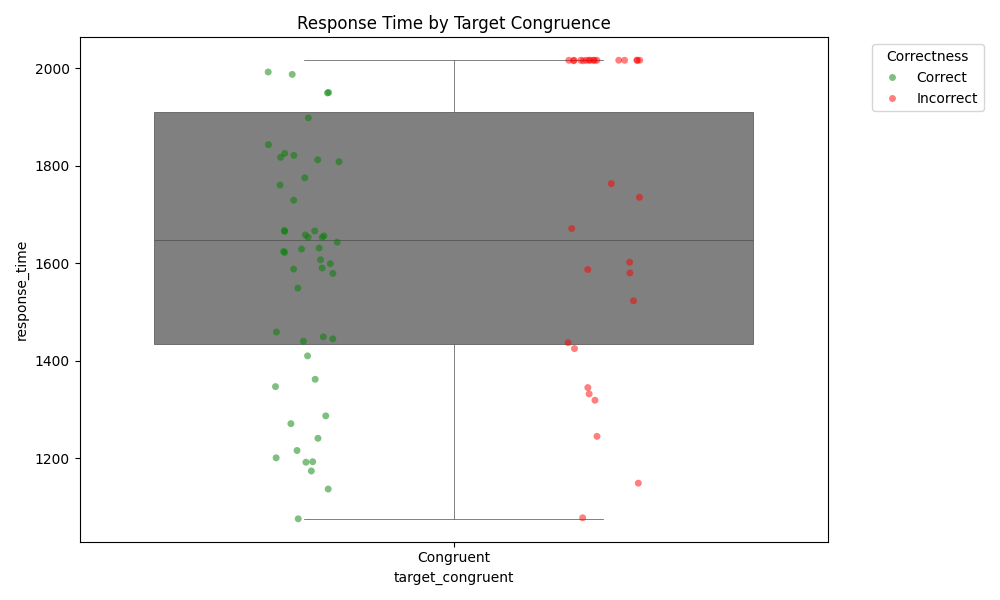 Response Time by Target Congruence
Correctness
Correct
Incorrect
response_time
2000
1800
1600
1400
1200
Congruent
target_congruent